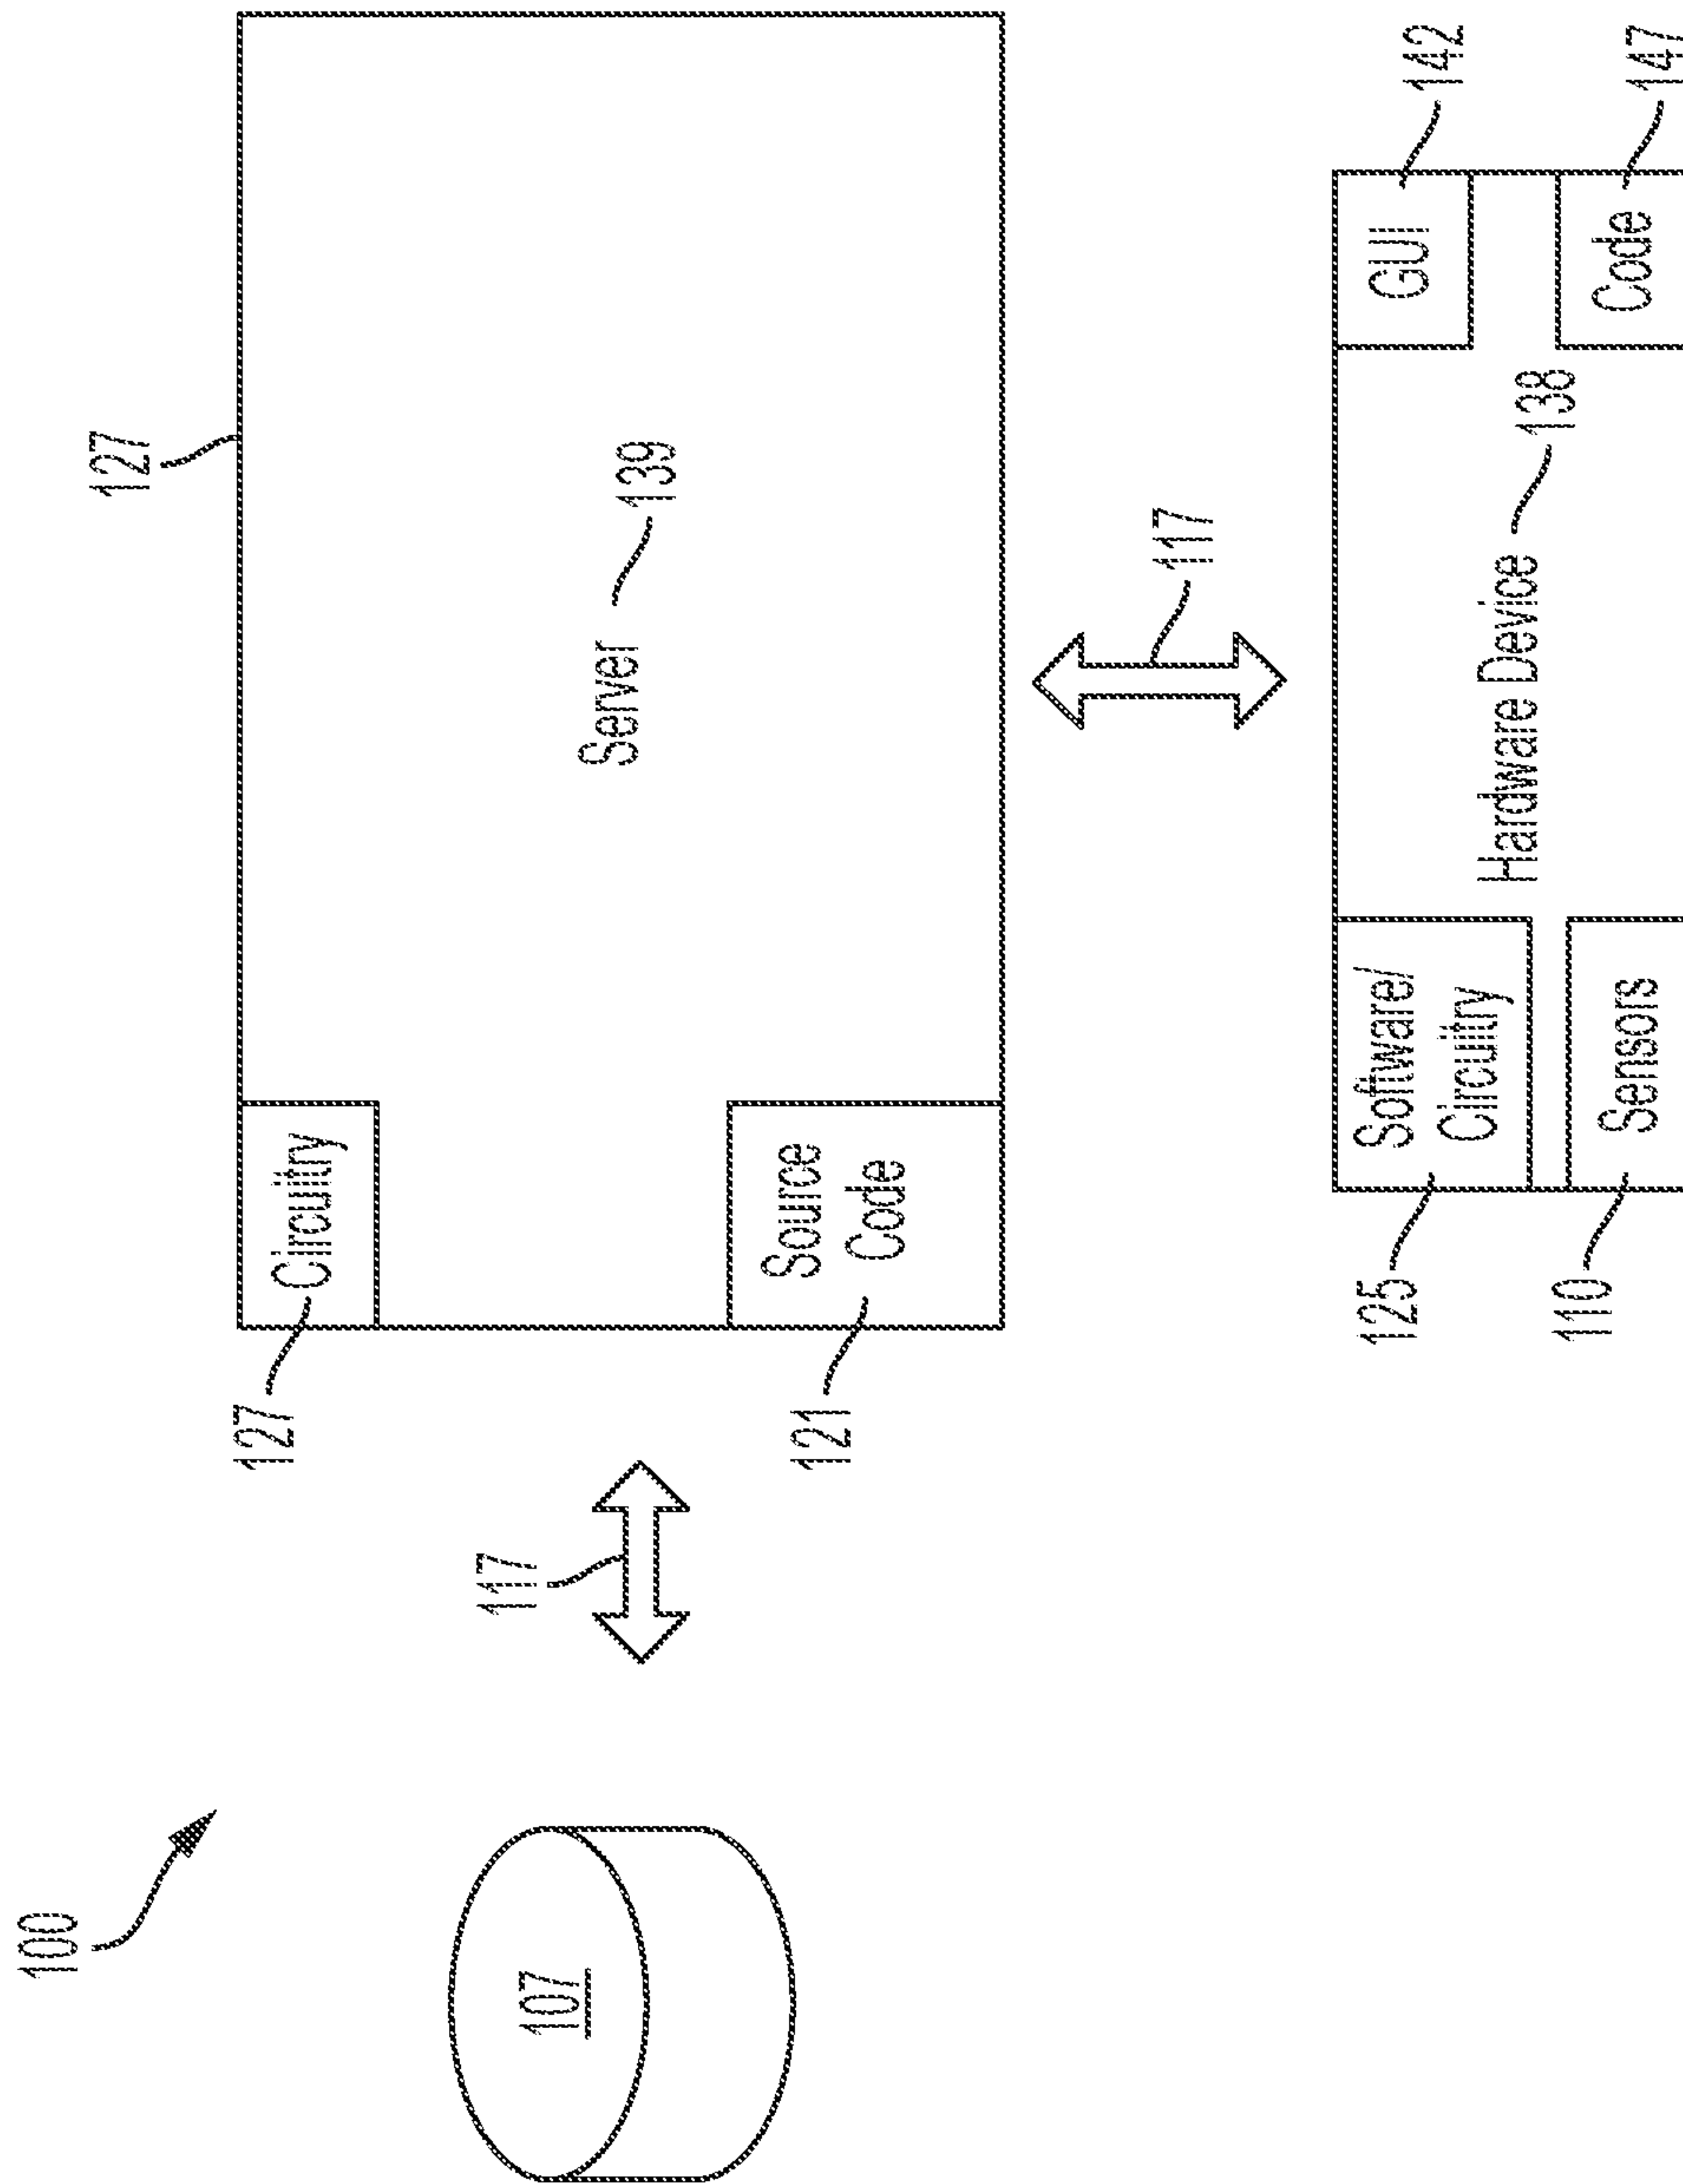 100
107
117
127
Circuitry
127
Server 139
Source
Code
121
117
Software/
Circuitry
125
GUI
142
Hardware Device 138
Sensors
110
Code
147